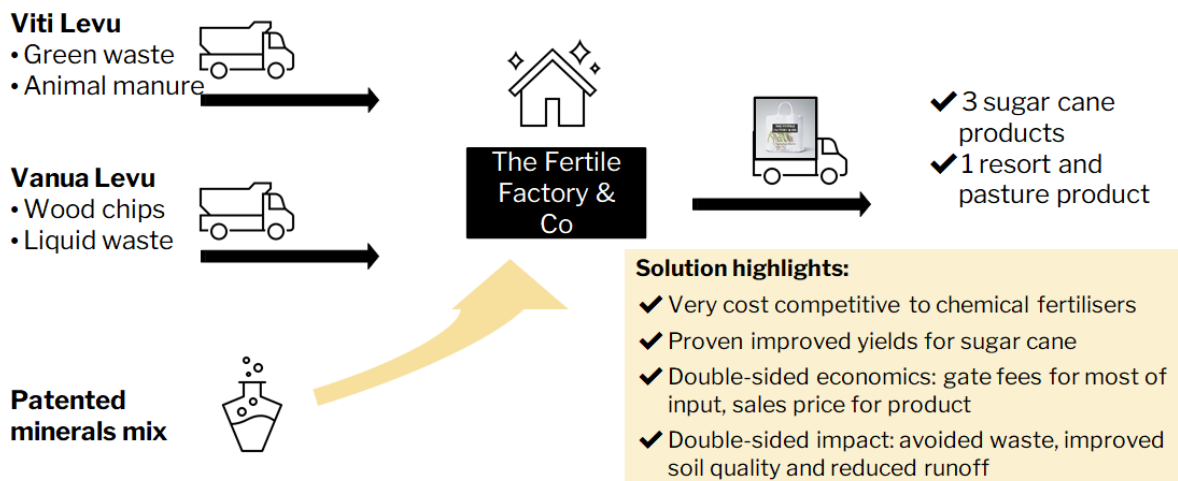 Viti Levu
• Green waste
• Animal manure
Vanua Levu
• Wood chips
• Liquid waste
Patented
minerals mix
The Fertile
Factory &
Co
✔ 3 sugar cane
products
✔ 1 resort and
pasture product
Solution highlights:
✔ Very cost competitive to chemical fertilisers
✔ Proven improved yields for sugar cane
✔ Double-sided economics: gate fees for most of
input, sales price for product
✔ Double-sided impact: avoided waste, improved
soil quality and reduced runoff